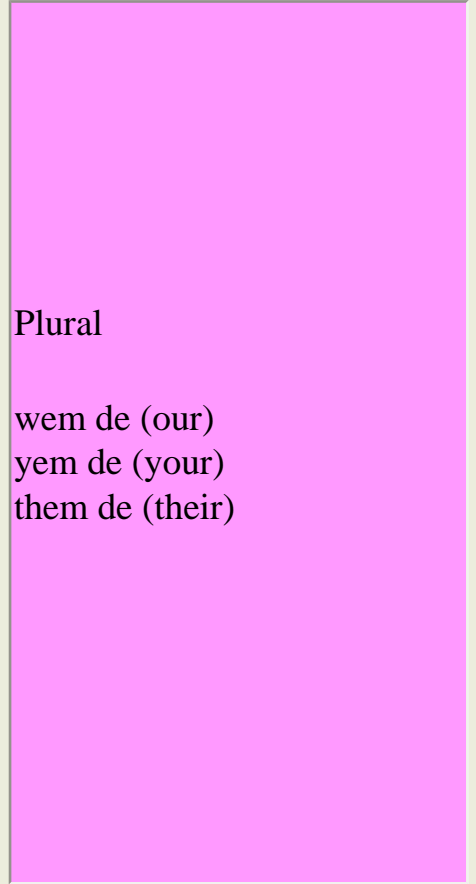 Plural
wem de (our)
yem de (your)
them de (their)